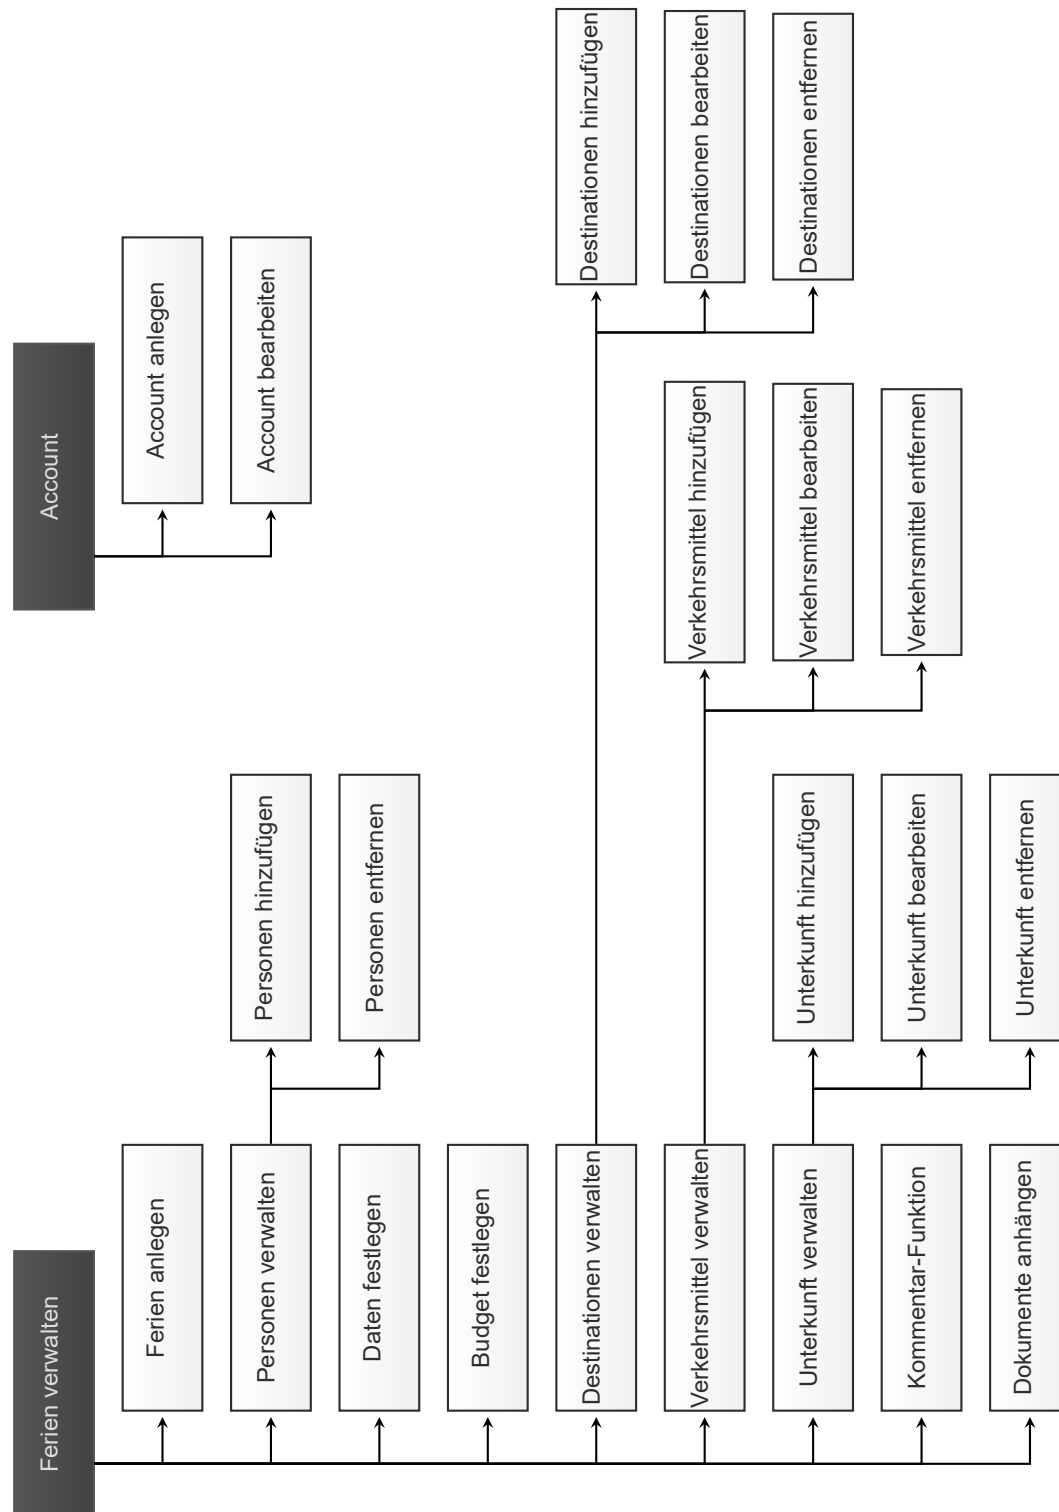 Ferien verwalten
Ferien anlegen
Personen verwalten
Personen hinzufügen
Personen entfernen
Daten festlegen
Budget festlegen
Destinationen verwalten
Destinationen hinzufügen
Destinationen bearbeiten
Destinationen entfernen
Verkehrsmittel verwalten
Verkehrsmittel hinzufügen
Verkehrsmittel bearbeiten
Verkehrsmittel entfernen
Unterkunft verwalten
Unterkunft hinzufügen
Unterkunft bearbeiten
Unterkunft entfernen
Kommentar-Funktion
Dokumente anhängen
Account
Account anlegen
Account bearbeiten